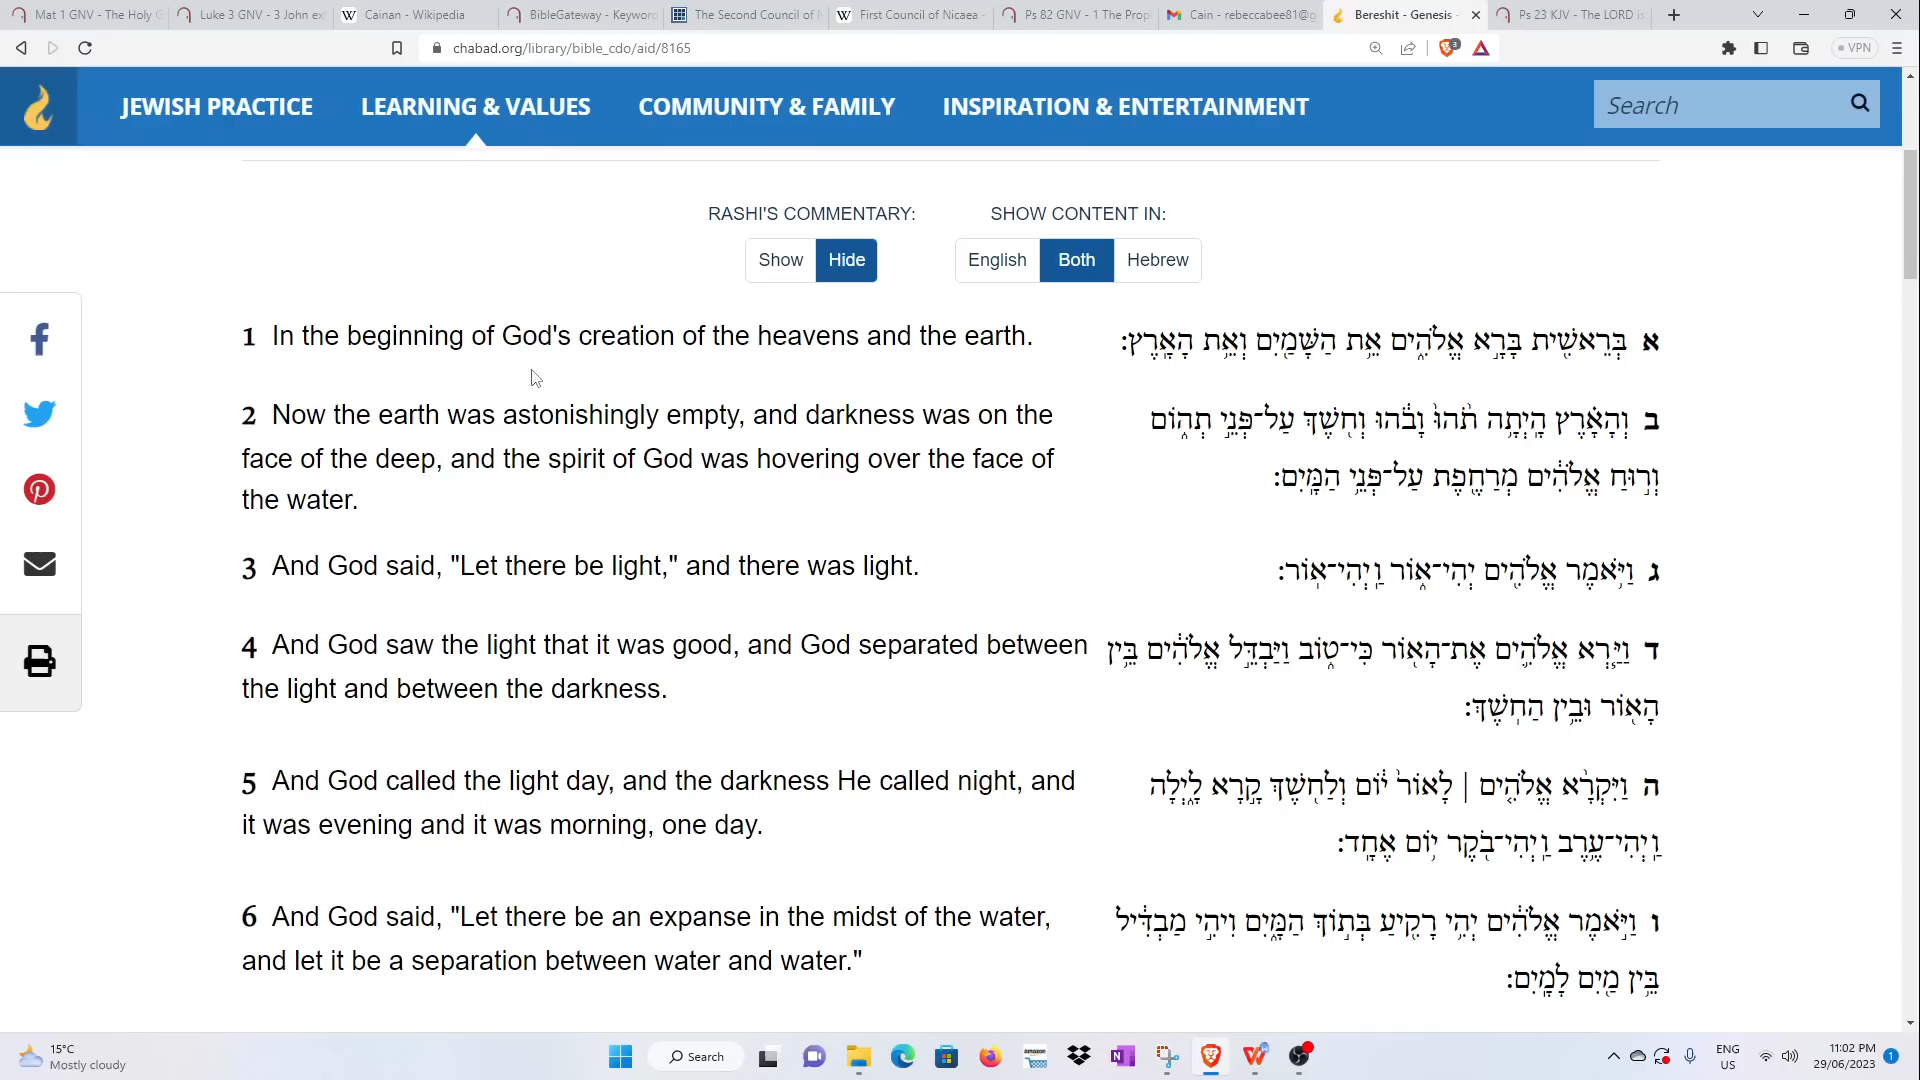 Mat 1 GNV - The Holy G
Luke 3 GNV - 3 John ex
Cainan - Wikipedia
BibleGateway - Keyword
The Second Council of
First Council of Nicaea -
Ps 82 GNV - 1 The Prop
Cain - rebeccabee81@g
Bereshit - Genesis -
Ps 23 KJV - The LORD is
chabad.org/library/bible_cdo/aid/8165
VPN
JEWISH PRACTICE
LEARNING & VALUES
COMMUNITY & FAMILY
INSPIRATION & ENTERTAINMENT
Search
RASHI'S COMMENTARY:
SHOW CONTENT IN:
Show
Hide
English
Both
Hebrew
1 In the beginning of God's creation of the heavens and the earth.
א בְּרֵאשִׁ֖ית בָּרָ֣א אֱלֹהִ֑ים אֵ֥ת הַשָּׁמַ֖יִם וְאֵ֥ת הָאָֽרֶץ:
2 Now the earth was astonishingly empty, and darkness was on the
face of the deep, and the spirit of God was hovering over the face of
the water.
ב וְהָאָ֗רֶץ הָֽיְתָ֥ה תֹ֨הוּ֙ וָבֹ֔הוּ וְח֖שֶׁךְ עַל־פְּנֵ֣י תְה֑וֹם
וְר֣וּחַ אֱלֹהִ֔ים מְרַחֶ֖פֶת עַל־פְּנֵ֥י הַמָּֽיִם:
3 And God said, "Let there be light," and there was light.
ג וַיֹּ֥אמֶר אֱלֹהִ֖ים יְהִי־א֑וֹר וַֽיְהִי־אֽוֹר:
4 And God saw the light that it was good, and God separated between
the light and between the darkness.
ד וַיַּ֧רְא אֱלֹהִ֛ים אֶת־הָא֖וֹר כִּי־ט֑וֹב וַיַּבְדֵּ֣ל אֱלֹהִ֔ים בֵּ֥ין
הָא֖וֹר וּבֵ֥ין הַחֽשֶׁךְ:
5 And God called the light day, and the darkness He called night, and
it was evening and it was morning, one day.
ה וַיִּקְרָ֨א אֱלֹהִ֤ים | לָאוֹר֙ י֔וֹם וְלַח֖שֶׁךְ קָ֣רָא לָ֑יְלָה
וַֽיְהִי־עֶ֥רֶב וַֽיְהִי־בֹ֖קֶר י֥וֹם אֶחָֽד:
6 And God said, "Let there be an expanse in the midst of the water,
and let it be a separation between water and water."
ו וַיֹּ֣אמֶר אֱלֹהִ֔ים יְהִ֥י רָקִ֖יעַ בְּת֣וֹךְ הַמָּ֑יִם וִיהִ֣י מַבְדִּ֔יל
בֵּ֥ין מַ֖יִם לָמָֽיִם:
15°C
Mostly cloudy
Search
amazon
ENG
US
11:02 PM
29/06/2023
1